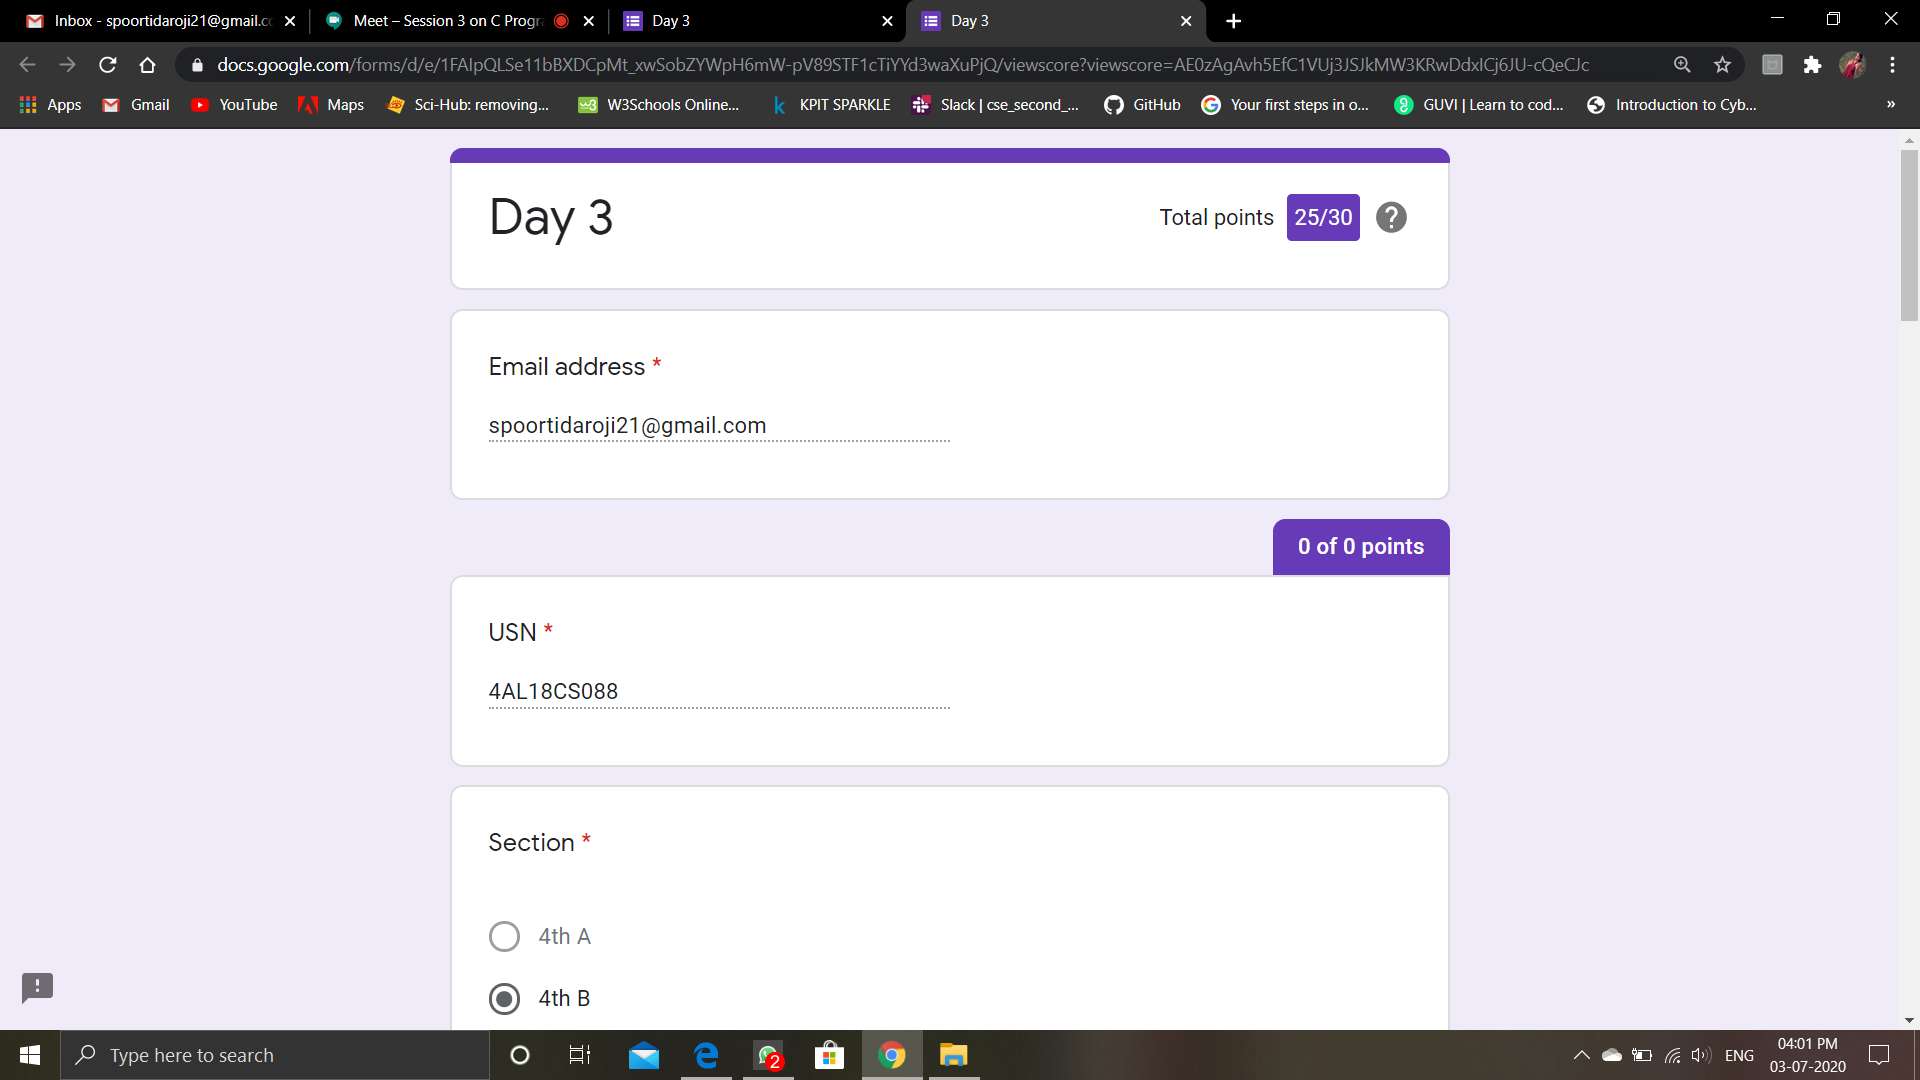 Inbox - spoortidaroji21@gmail.cc
Meet – Session 3 on C Progra
Day 3
Day 3
docs.google.com/forms/d/e/1FAIpQLSe11bBXDCpMt_xwSobZYWpH6mW-pV89STF1cTiYYd3waXuPjQ/viewscore?viewscore=AE0zAgAvh5EfC1VUj3JSJkMW3KRwDdxICj6JU-cQeCJc
Apps
Gmail
YouTube
Maps
Sci-Hub: removing...
W3Schools Online...
KPIT SPARKLE
Slack | cse_second_...
GitHub
Your first steps in o...
GUVI | Learn to cod...
Introduction to Cyb...
»
Day 3
Total points 25/30
Email address *
spoortidaroji21@gmail.com
0 of 0 points
USN *
4AL18CS088
Section *
4th A
4th B
Type here to search
2
ENG
04:01 PM
03-07-2020